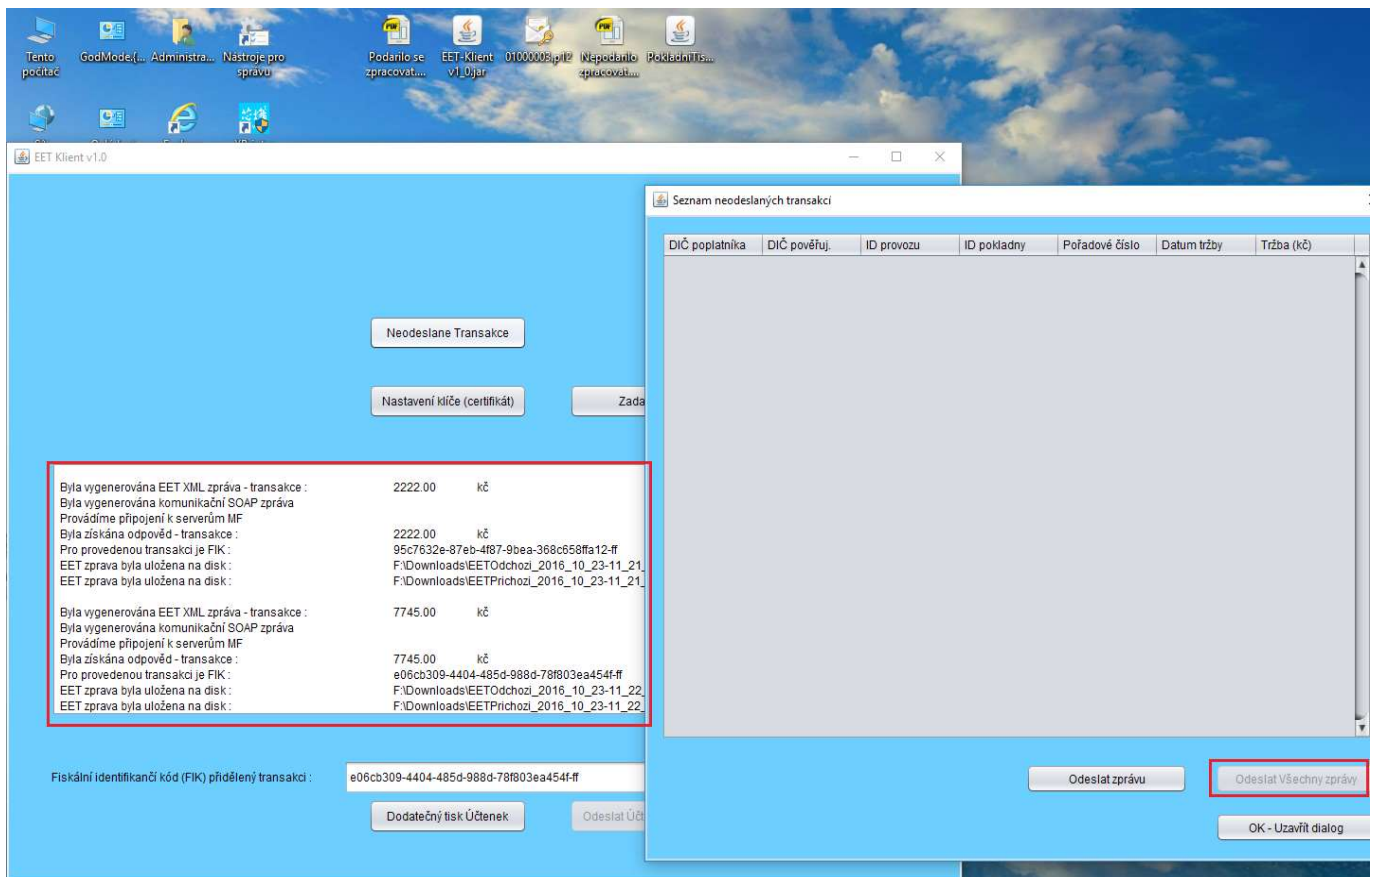 Tento počítač
GodMode.{...
Administra...
Nástroje pro správu
Podarilo se zpracovat....
EET-Klient v1_0.jar
01000003.p12
Nepodarilo zpracovat....
PokladniTis...
EET Klient v1.0
Seznam neodeslaných transakcí
DIČ poplatníka DIČ pověřuj. ID provozu ID pokladny Pořadové číslo Datum tržby Tržba (kč)
Neodeslane Transakce
Nastavení klíče (certifikát) Zada
Byla vygenerována EET XML zpráva - transakce : 2222.00 kč
Byla vygenerována komunikační SOAP zpráva
Provádíme připojení k serverům MF
Byla získána odpověd - transakce : 2222.00 kč
Pro provedenou transakci je FIK : 95c7632e-87eb-4f87-9bea-368c658ffa12-ff
EET zprava byla uložena na disk : F:\Downloads\EETOdchozi_2016_10_23-11_21_
EET zprava byla uložena na disk : F:\Downloads\EETPrichozi_2016_10_23-11_21_
Byla vygenerována EET XML zpráva - transakce : 7745.00 kč
Byla vygenerována komunikační SOAP zpráva
Provádíme připojení k serverům MF
Byla získána odpověd - transakce : 7745.00 kč
Pro provedenou transakci je FIK : e06cb309-4404-485d-988d-78f803ea454f-ff
EET zprava byla uložena na disk : F:\Downloads\EETOdchozi_2016_10_23-11_22_
EET zprava byla uložena na disk : F:\Downloads\EETPrichozi_2016_10_23-11_22_
Fiskální identifikančí kód (FIK) přidělený transakci : e06cb309-4404-485d-988d-78f803ea454f-ff
Odeslat zprávu Odeslat Všechny zprávy
Dodatečný tisk Účtenek Odeslat Účt
OK - Uzavřít dialog